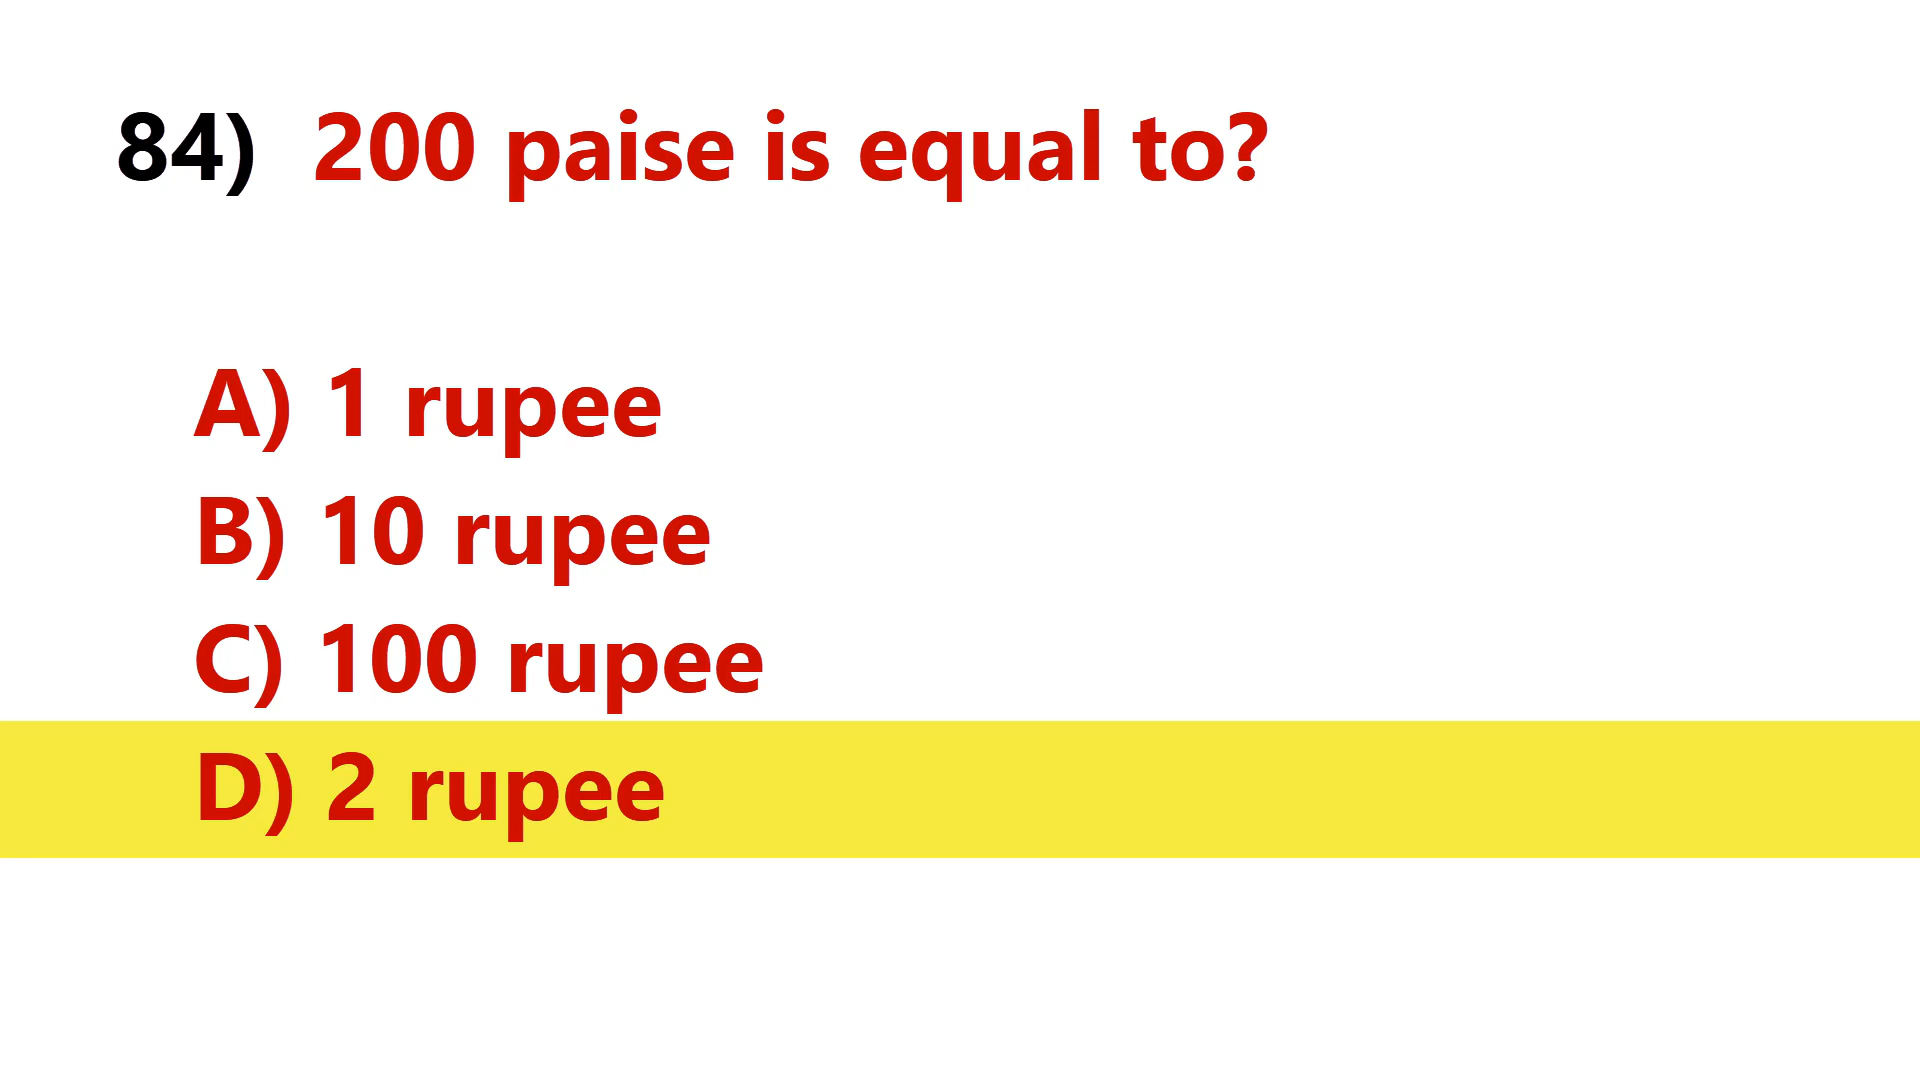 84) 200 paise is equal to?
A) 1 rupee
B) 10 rupee
C) 100 rupee
D) 2 rupee